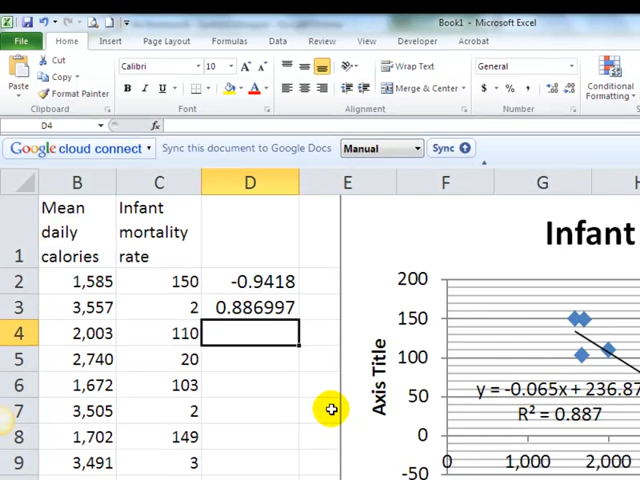 Book1 - Microsoft Excel
File Home Insert Page Layout Formulas Data Review View Developer Acrobat
Cut
Copy
Format Painter
Paste
Clipboard
Calibri 10 A A
B I U A
Font
Wrap Text
Merge & Center
Alignment
General
$ % ,
Number
Conditional
Formatting
D4 fx
Google cloud connect Sync this document to Google Docs Manual Sync
B C D E F G H
1 Mean daily calories Infant mortality rate
2 1,585 150 -0.9418
3 3,557 2 0.886997
4 2,003 110
5 2,740 20
6 1,672 103
7 3,505 2
8 1,702 149
9 3,491 3
Infant
200
150
100
50
0
-50
Axis Title
y = -0.065x + 236.87
R² = 0.887
0 1,000 2,000